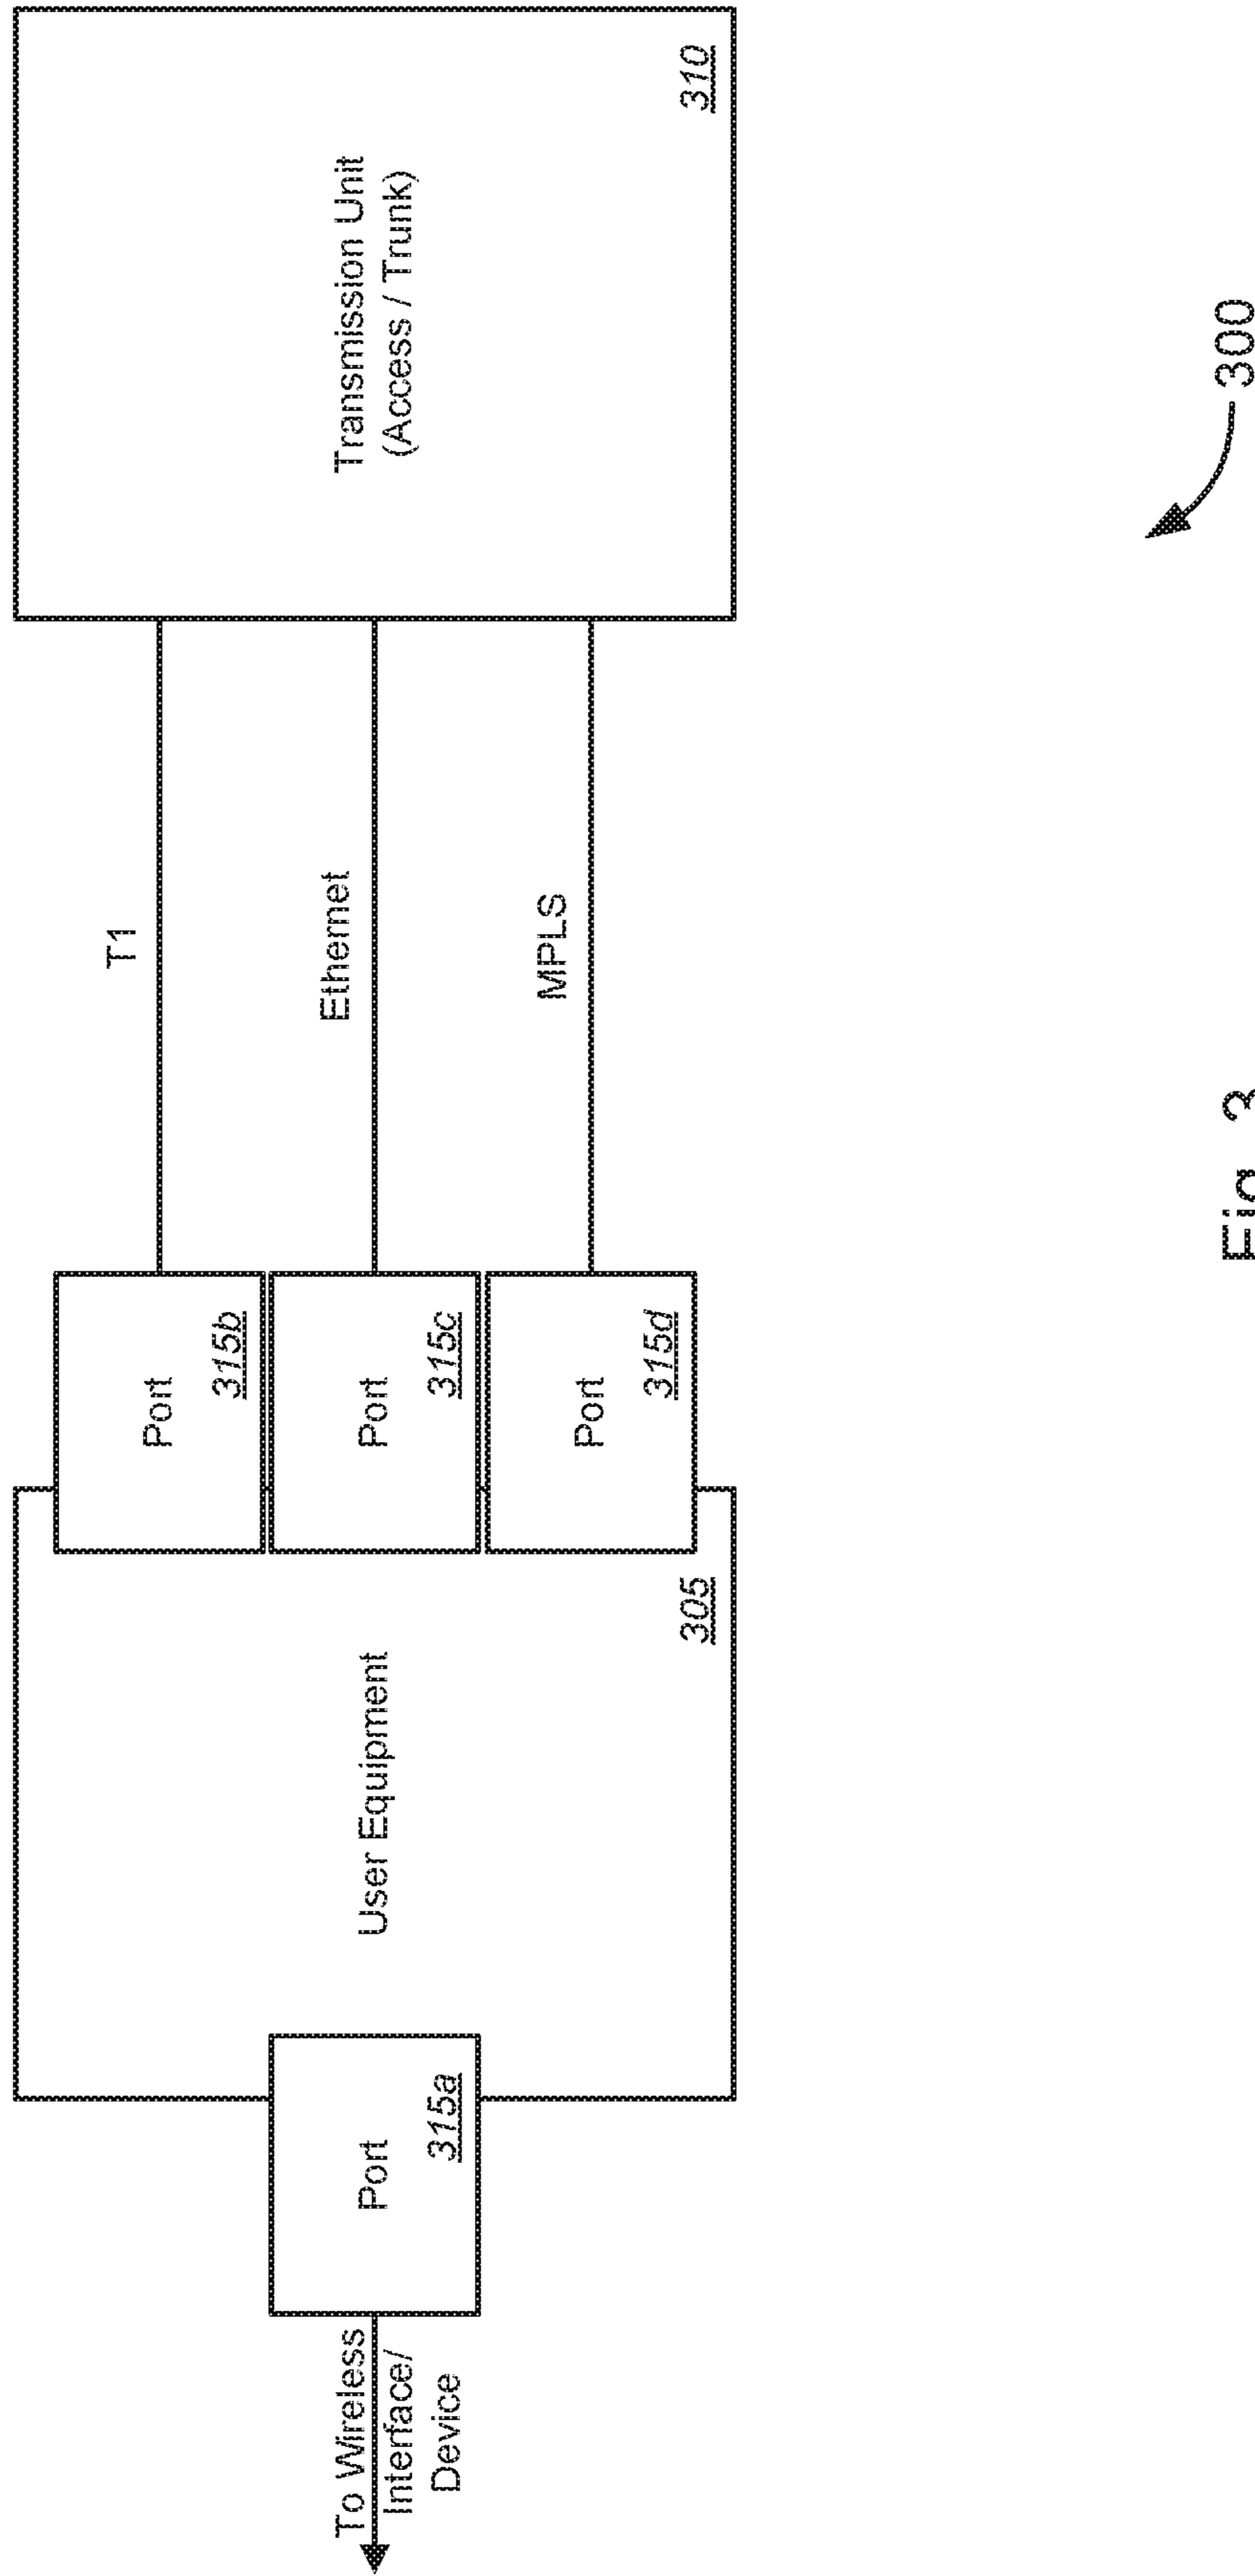 To Wireless
Interface/
Device
Port
315a
User Equipment
305
Port
315b
Port
315c
Port
315d
T1
Ethernet
MPLS
Transmission Unit
(Access / Trunk)
310
300
Fig. 3